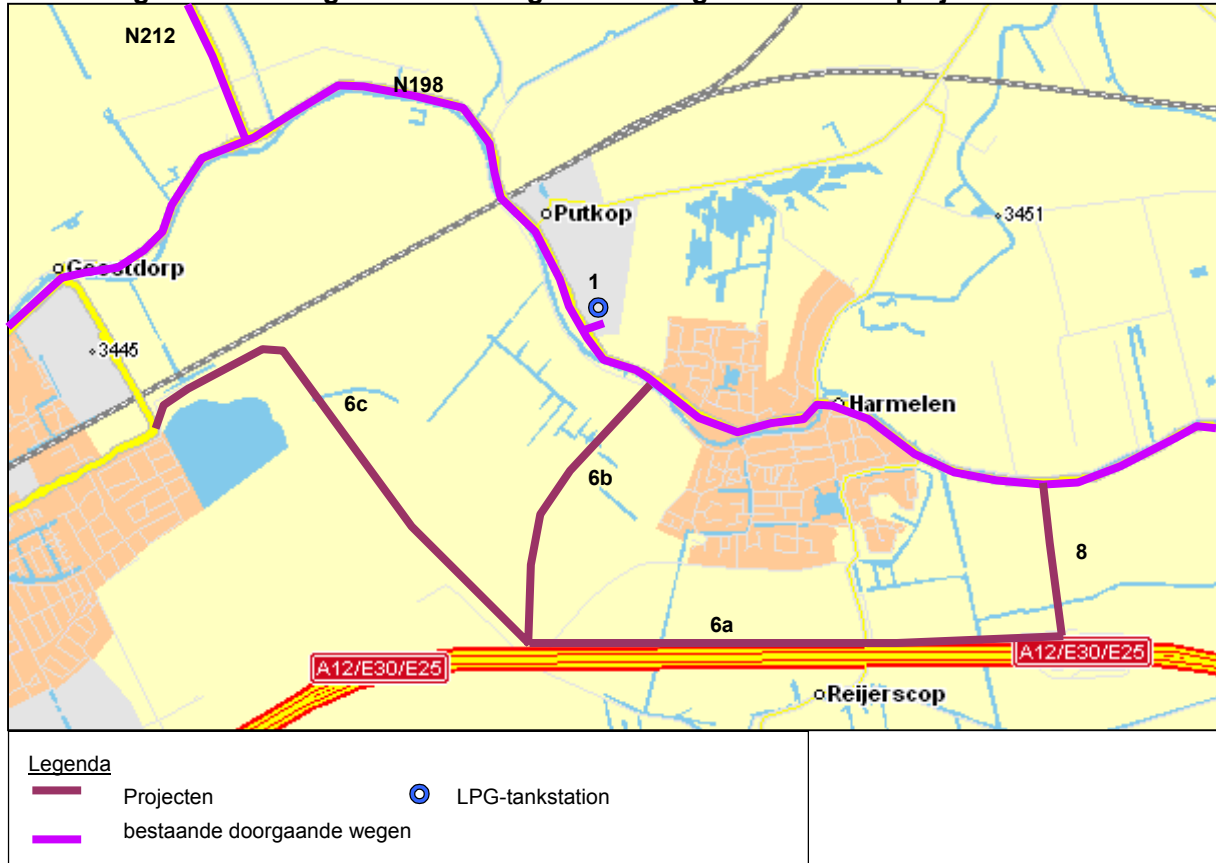 N212
N198
Putkop
3451
1
Geestdorp
3445
6c
Harmelen
6b
8
6a
A12/E30/E25
A12/E30/E25
Reijerscop
Legenda
Projecten
LPG-tankstation
bestaande doorgaande wegen